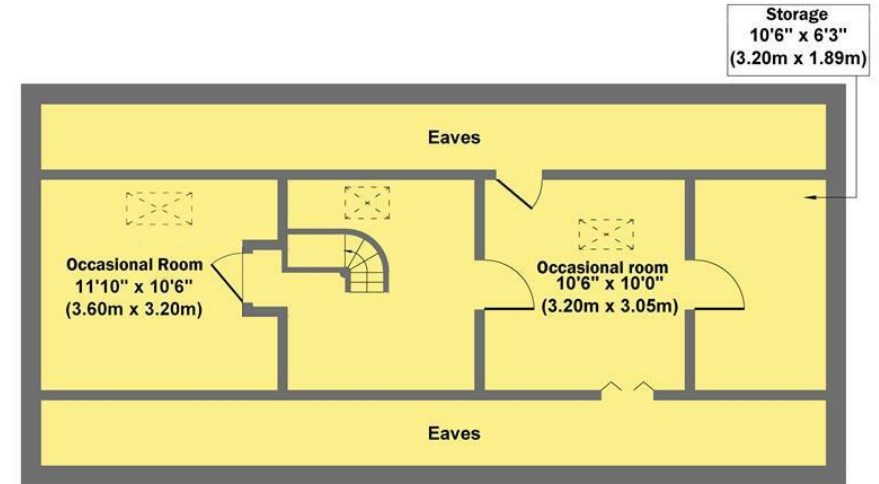 Storage
10'6" x 6'3"
(3.20m x 1.89m)
Eaves
Occasional Room
11'10" x 10'6"
(3.60m x 3.20m)
Occasional room
10'6" x 10'0"
(3.20m x 3.05m)
Eaves